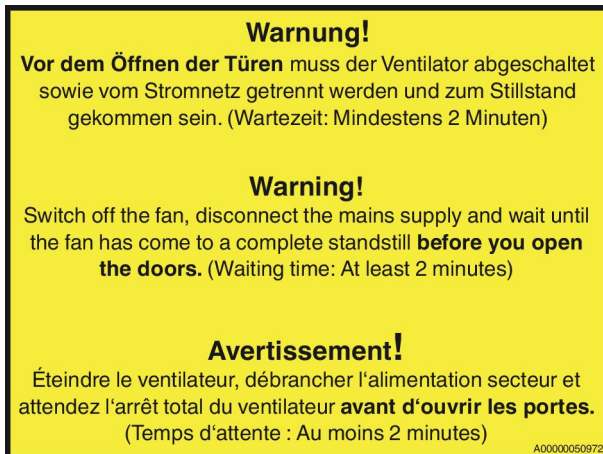 Warnung!
Vor dem Öffnen der Türen muss der Ventilator abgeschaltet
sowie vom Stromnetz getrennt werden und zum Stillstand
gekommen sein. (Wartezeit: Mindestens 2 Minuten)
Warning!
Switch off the fan, disconnect the mains supply and wait until
the fan has come to a complete standstill before you open
the doors. (Waiting time: At least 2 minutes)
Avertissement!
Éteindre le ventilateur, débrancher l‘alimentation secteur et
attendez l‘arrêt total du ventilateur avant d‘ouvrir les portes.
(Temps d‘attente : Au moins 2 minutes)
A00000050972